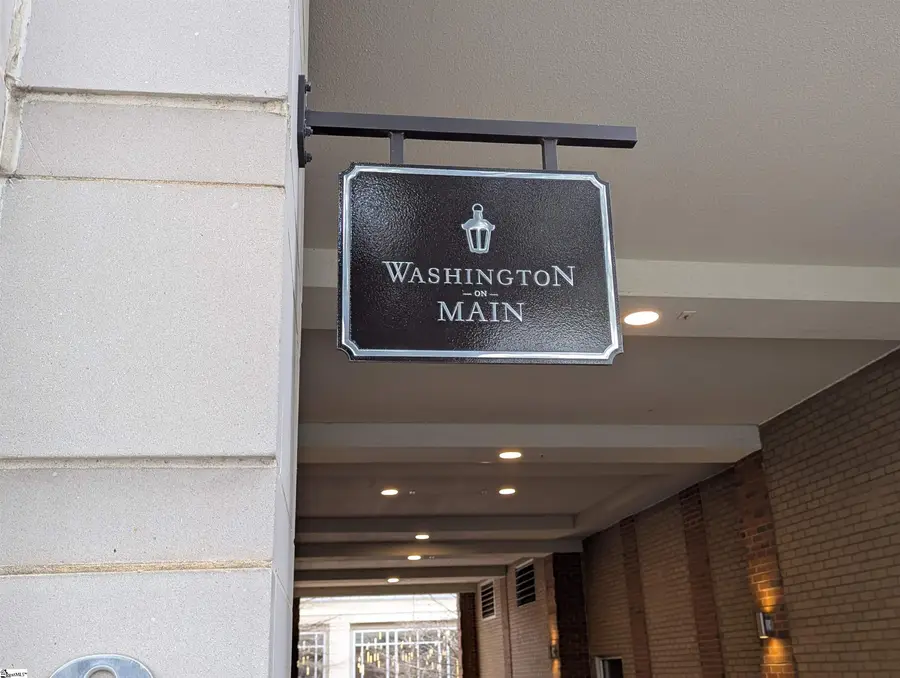 WASHINGTON
— ON —
MAIN